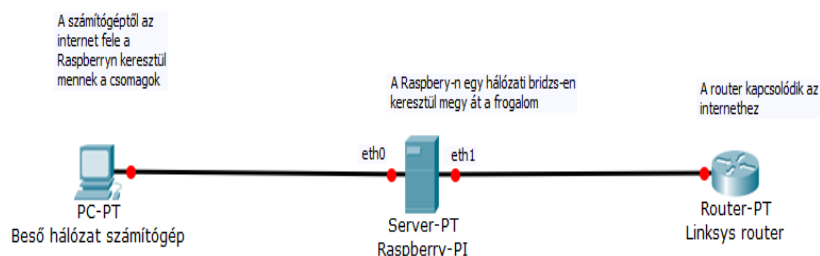 A számítógéptől az
internet fele a
Raspberryn keresztül
mennek a csomagok
A Raspbery-n egy hálózati bridzs-en
keresztül megy át a frogalom
A router kapcsolódik az
internethez
eth0
eth1
PC-PT
Beső hálózat számítógép
Server-PT
Raspberry-PI
Router-PT
Linksys router